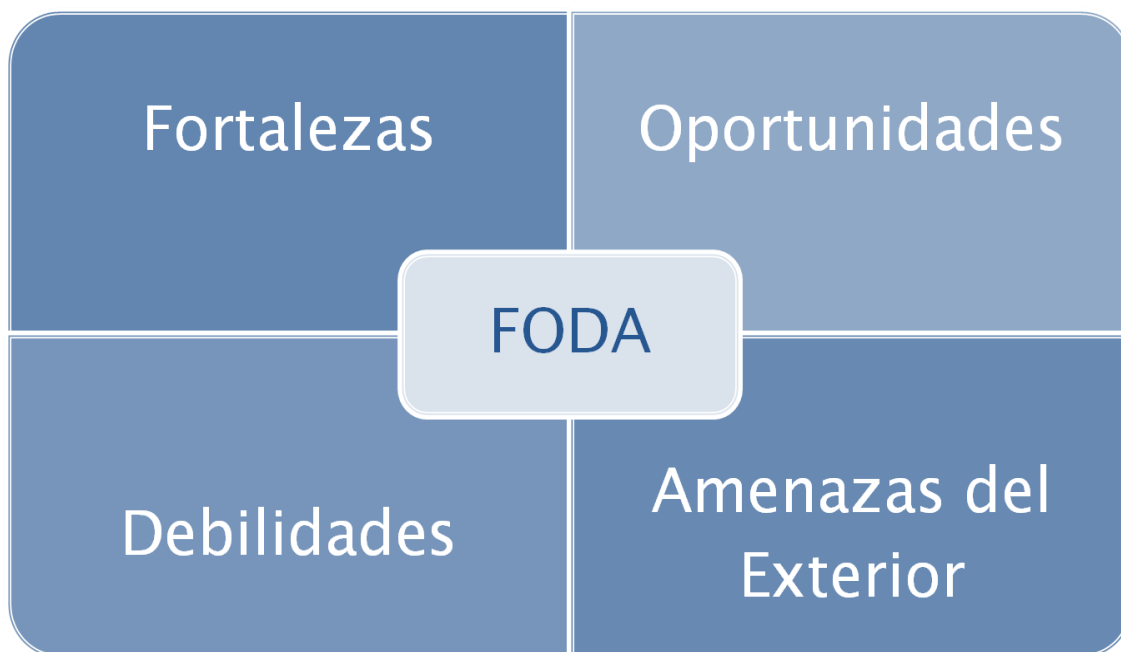 Fortalezas
Oportunidades
FODA
Debilidades
Amenazas del
Exterior